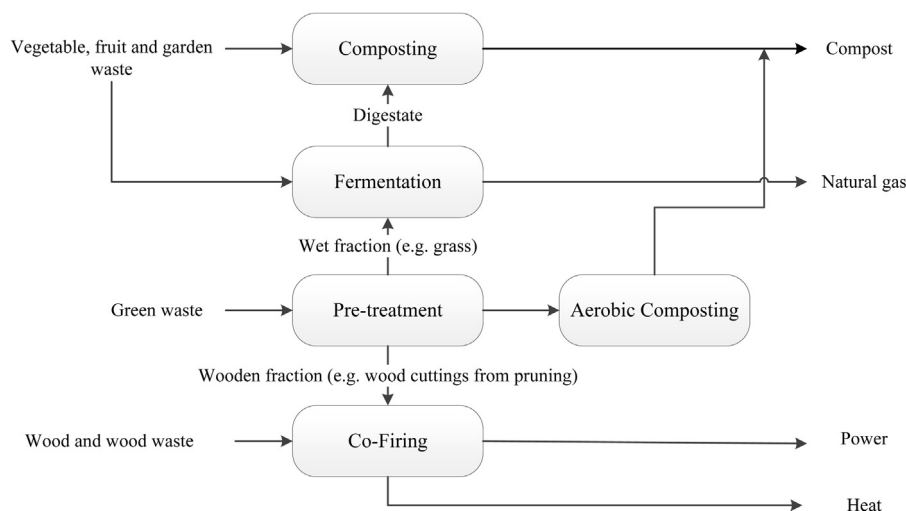 Vegetable, fruit and garden
waste
Composting
Compost
Digestate
Fermentation
Natural gas
Wet fraction (e.g. grass)
Green waste
Pre-treatment
Aerobic Composting
Wooden fraction (e.g. wood cuttings from pruning)
Wood and wood waste
Co-Firing
Power
Heat